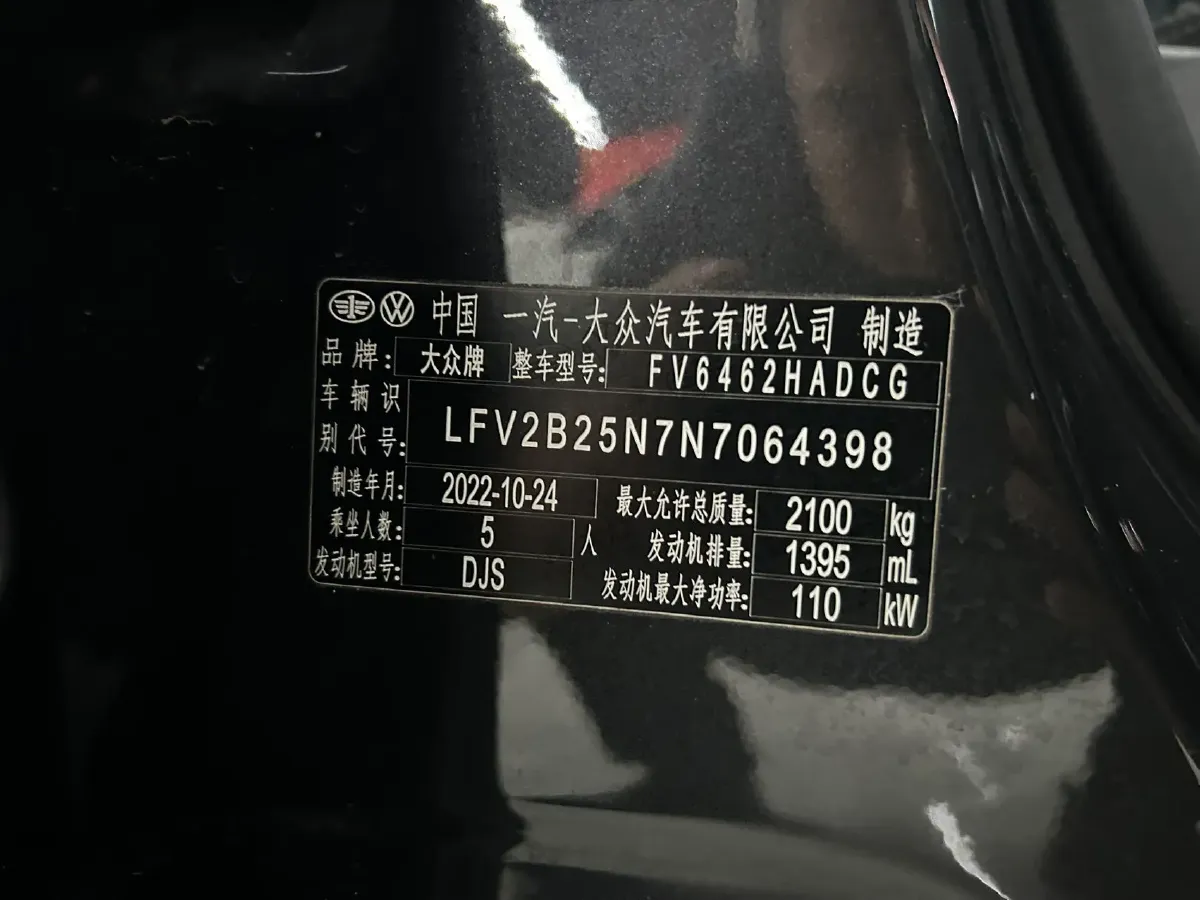 中国 一汽-大众汽车有限公司 制造
品牌: 大众牌 整车型号: FV6462HADCG
车辆识别代号: LFV2B25N7N7064398
制造年月: 2022-10-24 最大允许总质量: 2100 kg
乘坐人数: 5 人 发动机排量: 1395 mL
发动机型号: DJS 发动机最大净功率: 110 kW